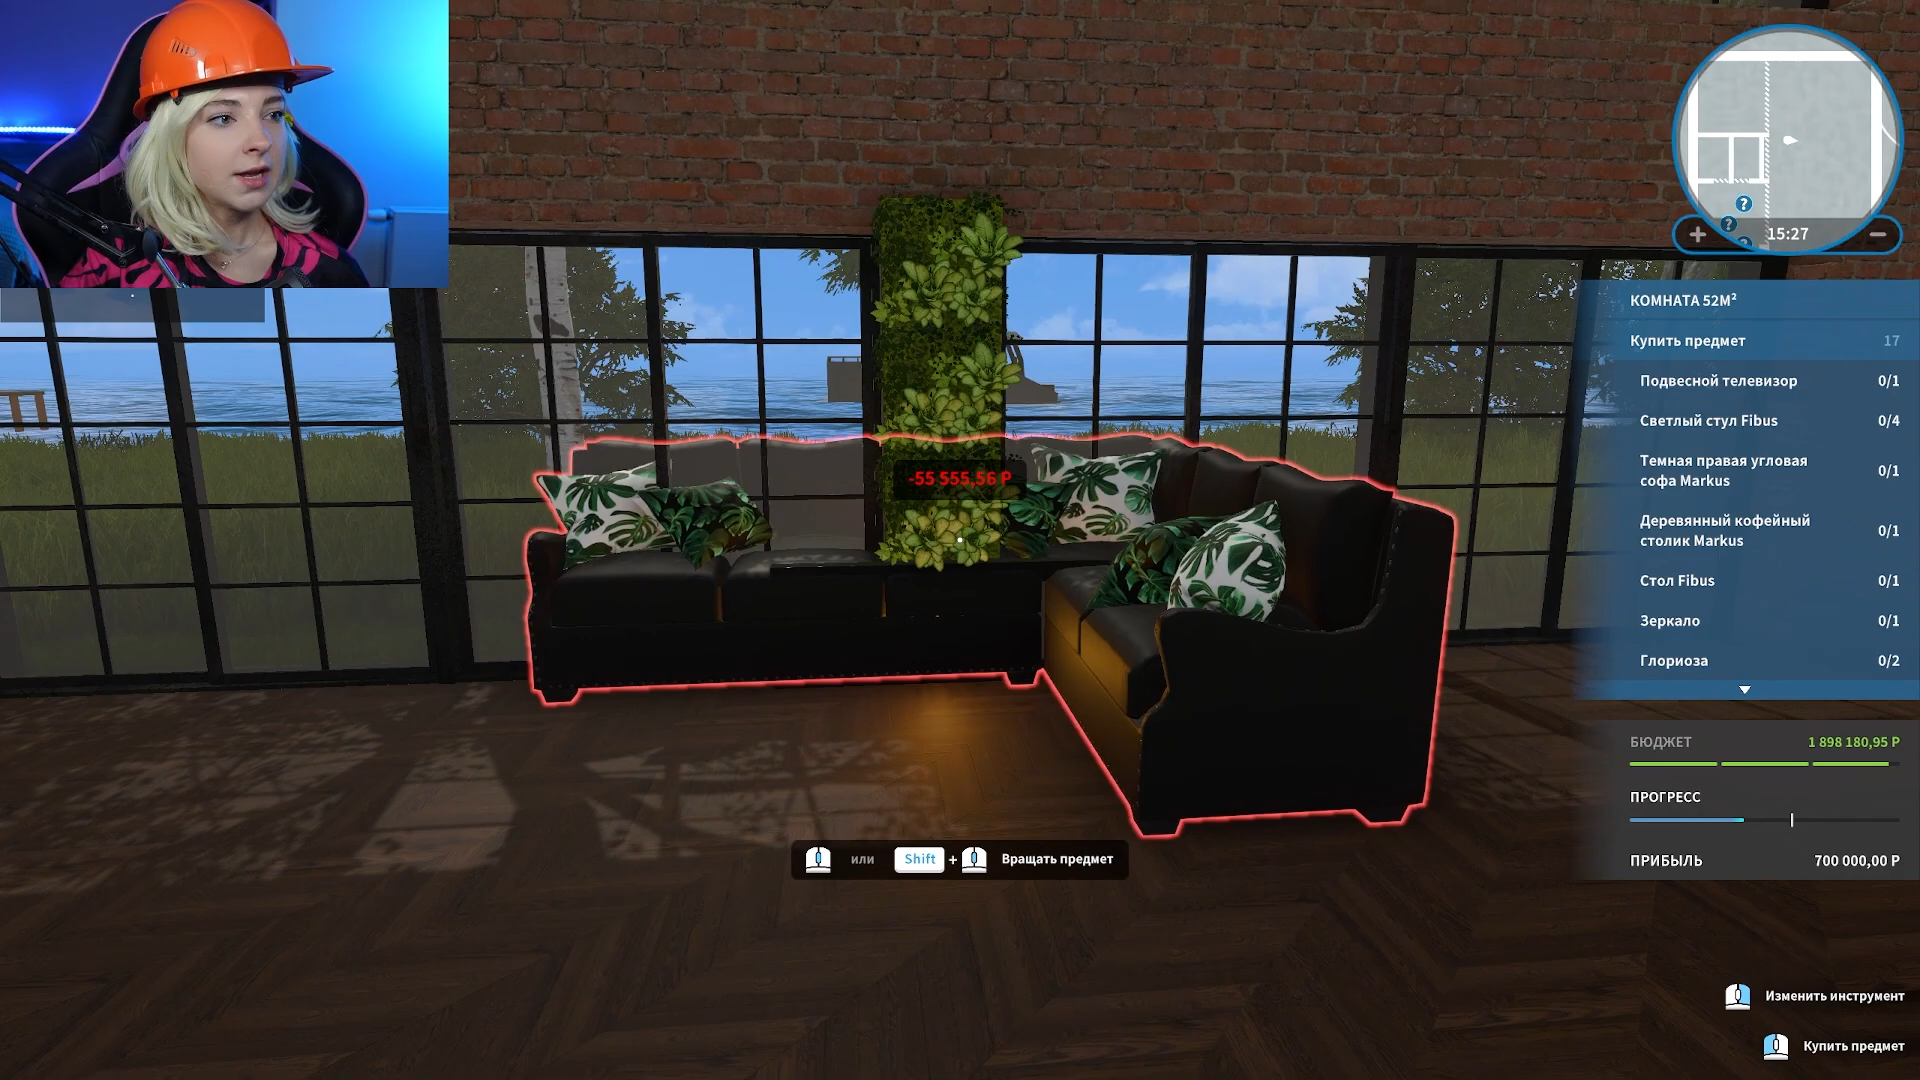 15:27
КОМНАТА 52М²
Купить предмет 17
Подвесной телевизор 0/1
Светлый стул Fibus 0/4
Темная правая угловая
софа Markus 0/1
Деревянный кофейный
столик Markus 0/1
Стол Fibus 0/1
Зеркало 0/1
Глориоза 0/2
-55 555,56 Р
БЮДЖЕТ 1 898 180,95 Р
ПРОГРЕСС
ПРИБЫЛЬ 700 000,00 Р
или Shift + Вращать предмет
Изменить инструмент
Купить предмет